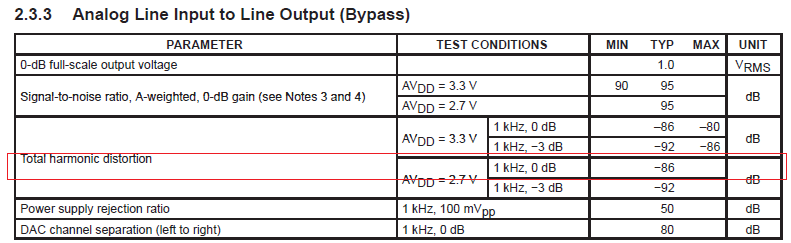 2.3.3 Analog Line Input to Line Output (Bypass)
PARAMETER TEST CONDITIONS MIN TYP MAX UNIT
0-dB full-scale output voltage 1.0 VRMS
Signal-to-noise ratio, A-weighted, 0-dB gain (see Notes 3 and 4) AVDD = 3.3 V 90 95 dB
AVDD = 2.7 V 95
Total harmonic distortion AVDD = 3.3 V 1 kHz, 0 dB −86 −80 dB
1 kHz, −3 dB −92 −86
AVDD = 2.7 V 1 kHz, 0 dB −86 dB
1 kHz, −3 dB −92
Power supply rejection ratio 1 kHz, 100 mVpp 50 dB
DAC channel separation (left to right) 1 kHz, 0 dB 80 dB